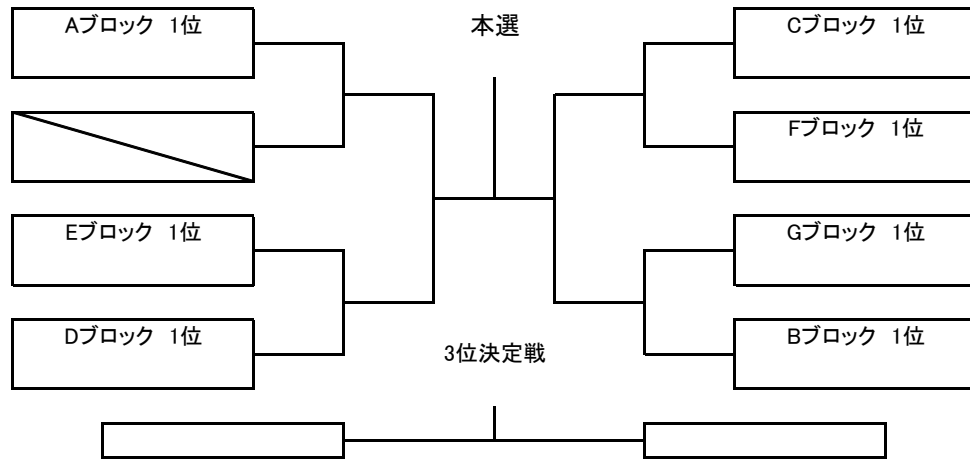 本選
Aブロック 1位
Cブロック 1位
Fブロック 1位
Eブロック 1位
Gブロック 1位
Dブロック 1位
Bブロック 1位
3位決定戦